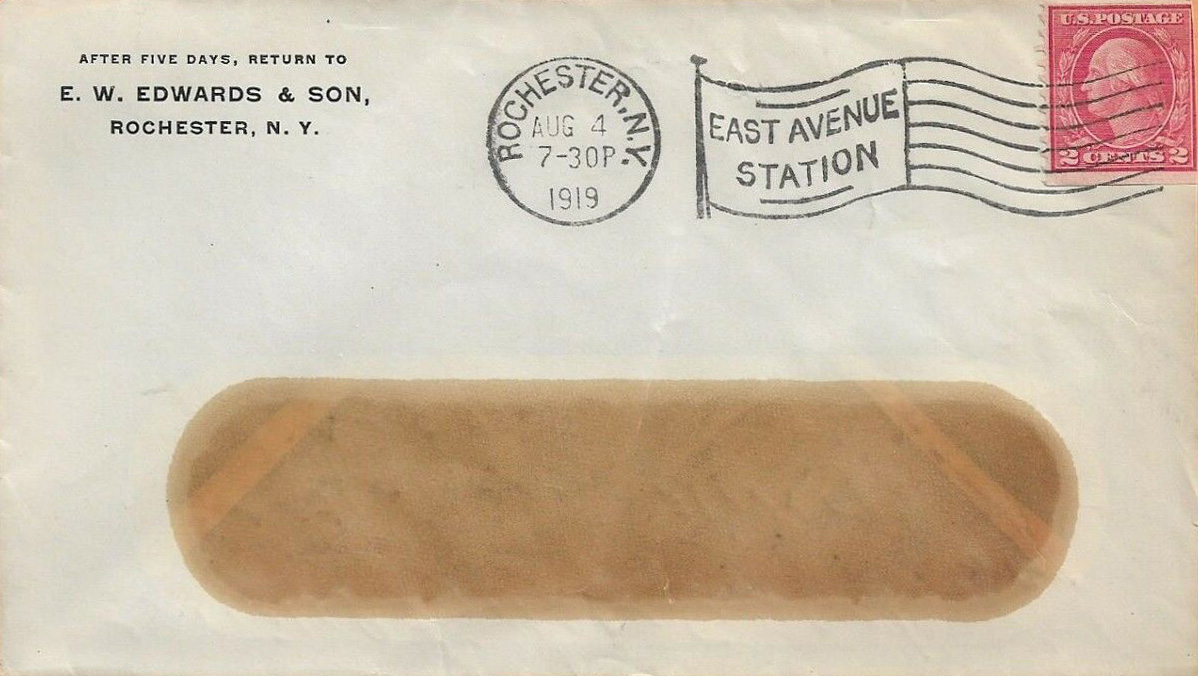 AFTER FIVE DAYS, RETURN TO
E. W. EDWARDS & SON,
ROCHESTER, N. Y.
ROCHESTER, N.Y.
AUG 4
7-30P.
1919
EAST AVENUE
STATION
U.S. POSTAGE
2 CENTS 2